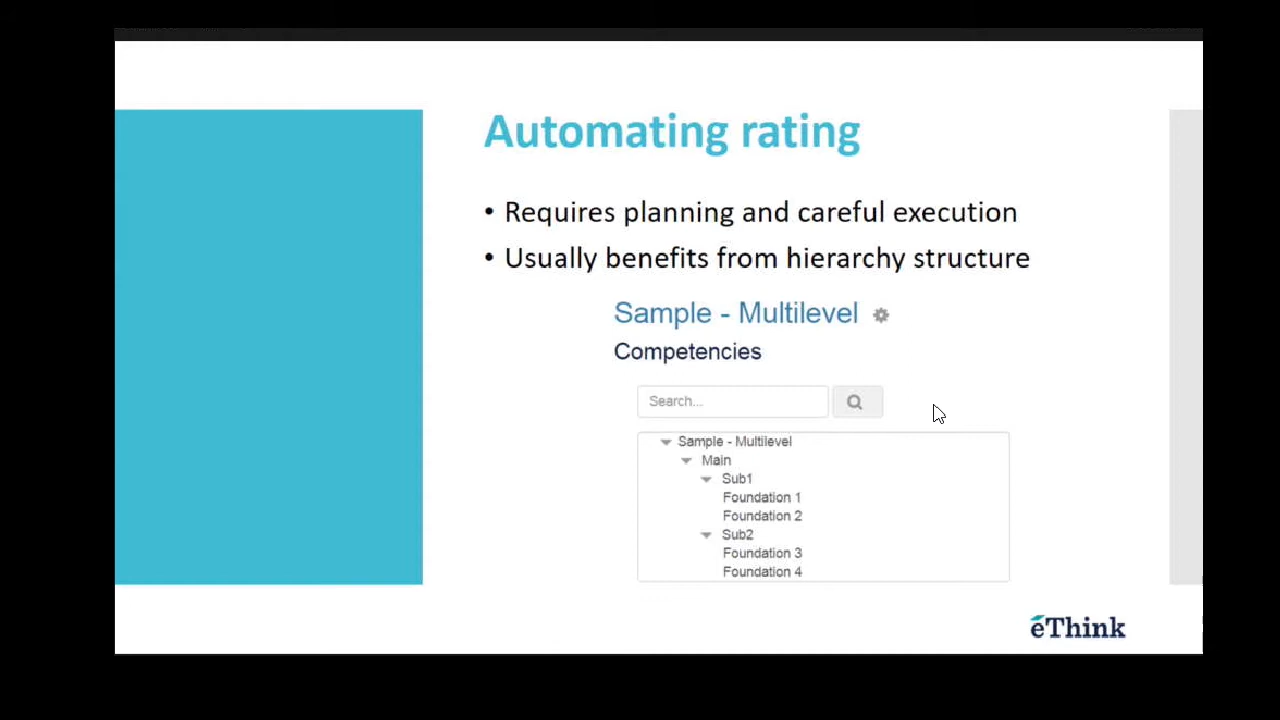 Automating rating
• Requires planning and careful execution
• Usually benefits from hierarchy structure
Sample - Multilevel
Competencies
Search...
Sample - Multilevel
Main
Sub1
Foundation 1
Foundation 2
Sub2
Foundation 3
Foundation 4
eThink